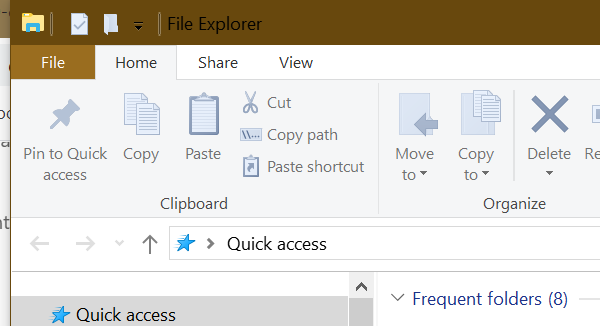 File Explorer
File Home Share View
Pin to Quick access
Copy
Paste
Cut
\\... Copy path
Paste shortcut
Clipboard
Move to
Copy to
Delete
Organize
Quick access
Quick access
Frequent folders (8)